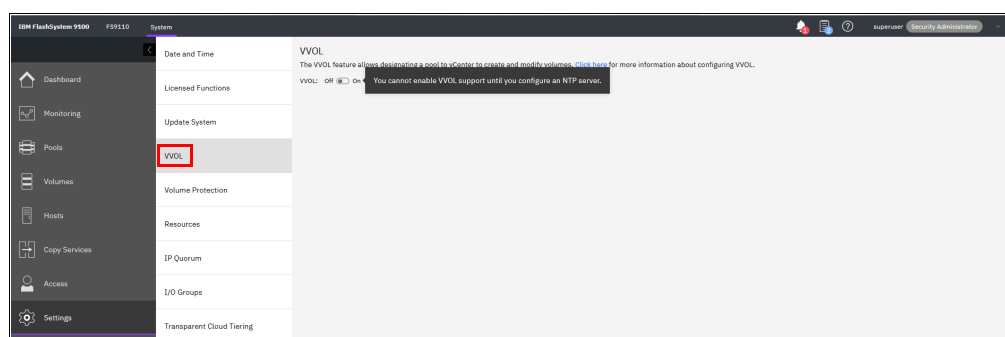 IBM FlashSystem 9100 FS9110 System
superuser Security Administrator
Dashboard
Monitoring
Pools
Volumes
Hosts
Copy Services
Access
Settings
Date and Time
Licensed Functions
Update System
VVOL
Volume Protection
Resources
IP Quorum
I/O Groups
Transparent Cloud Tiering
VVOL
The VVOL feature allows designating a pool to vCenter to create and modify volumes. Click here for more information about configuring VVOL.
VVOL: Off On
You cannot enable VVOL support until you configure an NTP server.